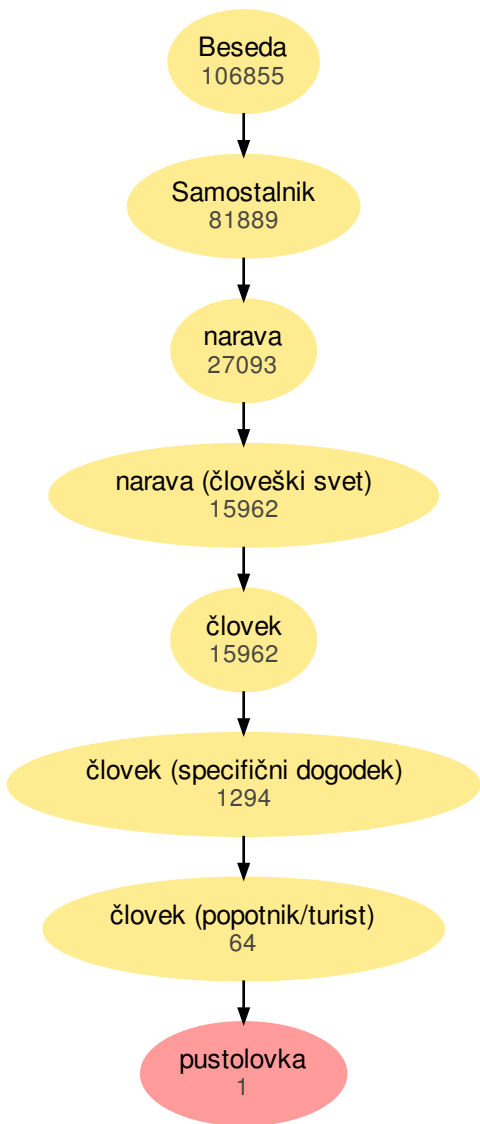 Beseda
106855
Samostalnik
81889
narava
27093
narava (človeški svet)
15962
človek
15962
človek (specifični dogodek)
1294
človek (popotnik/turist)
64
pustolovka
1